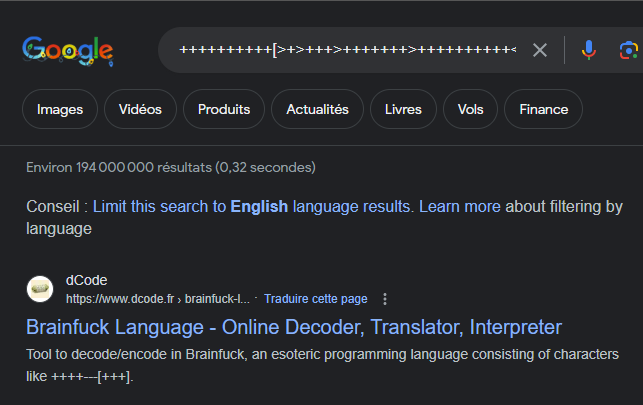 Google
++++++++++[>+>+++>+++++++>++++++++++<
Images Vidéos Produits Actualités Livres Vols Finance
Environ 194 000 000 résultats (0,32 secondes)
Conseil : Limit this search to English language results. Learn more about filtering by
language
dCode
https://www.dcode.fr › brainfuck-l... · Traduire cette page
Brainfuck Language - Online Decoder, Translator, Interpreter
Tool to decode/encode in Brainfuck, an esoteric programming language consisting of characters
like ++++---[+++].